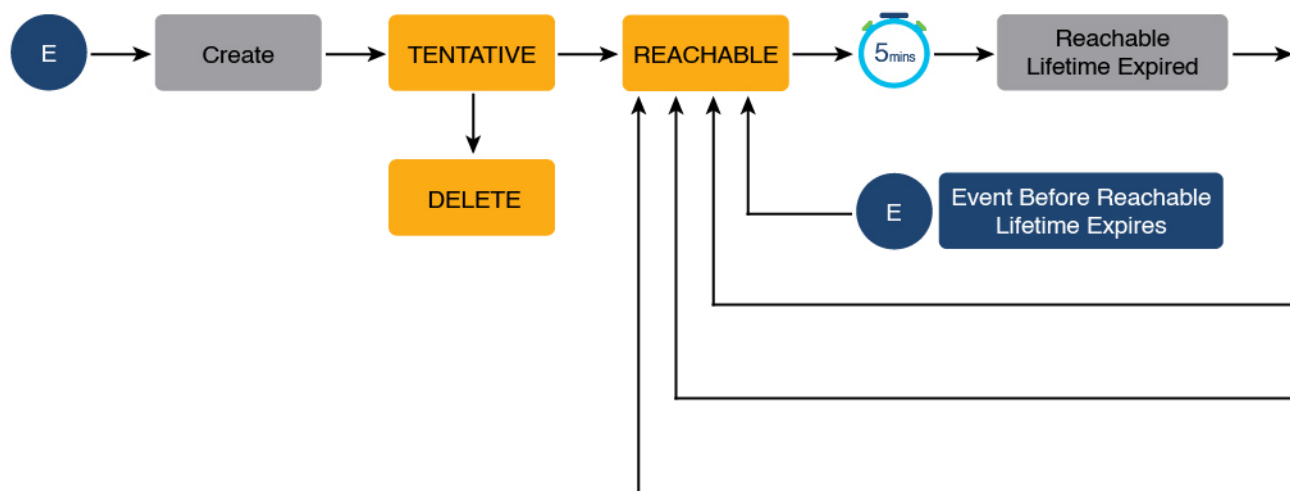 E
Create
TENTATIVE
REACHABLE
5mins
Reachable
Lifetime Expired
DELETE
E
Event Before Reachable
Lifetime Expires